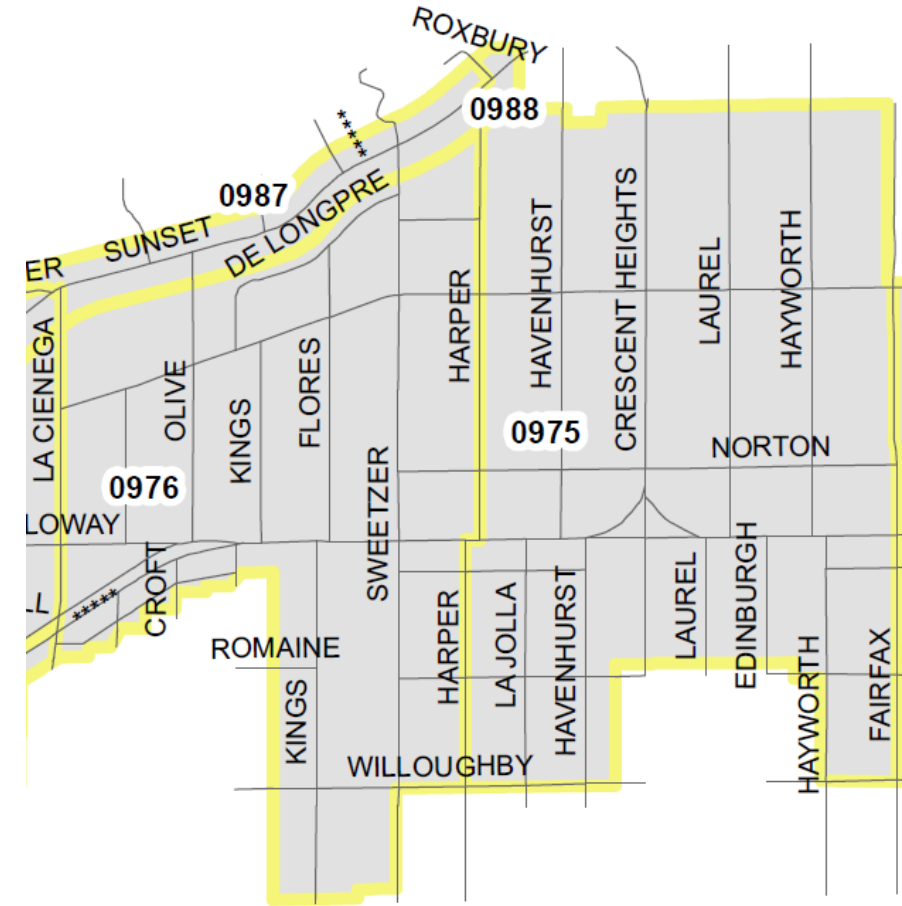 ROXBURY
0988
*****
0987
SUNSET
DE LONGPRE
ER
LA CIENEGA
OLIVE
KINGS
FLORES
HARPER
HAVENHURST
CRESCENT HEIGHTS
LAUREL
HAYWORTH
0975
NORTON
0976
SWEETZER
LOWAY
CROFT
*****
LL
ROMAINE
KINGS
HARPER
LA JOLLA
HAVENHURST
LAUREL
EDINBURGH
HAYWORTH
FAIRFAX
WILLOUGHBY